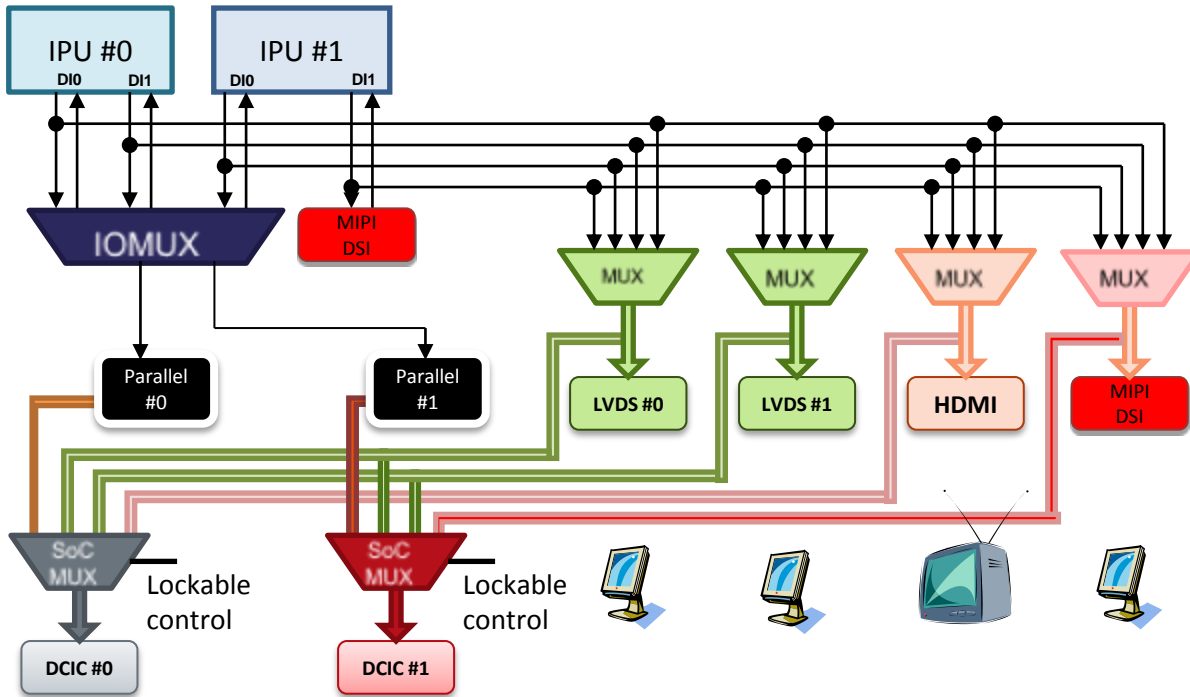 IPU #0
IPU #1
DI0
DI1
DI0
DI1
IOMUX
MIPI
DSI
MUX
MUX
MUX
MUX
Parallel
#0
Parallel
#1
LVDS #0
LVDS #1
HDMI
MIPI
DSI
SoC
MUX
Lockable
control
SoC
MUX
Lockable
control
DCIC #0
DCIC #1